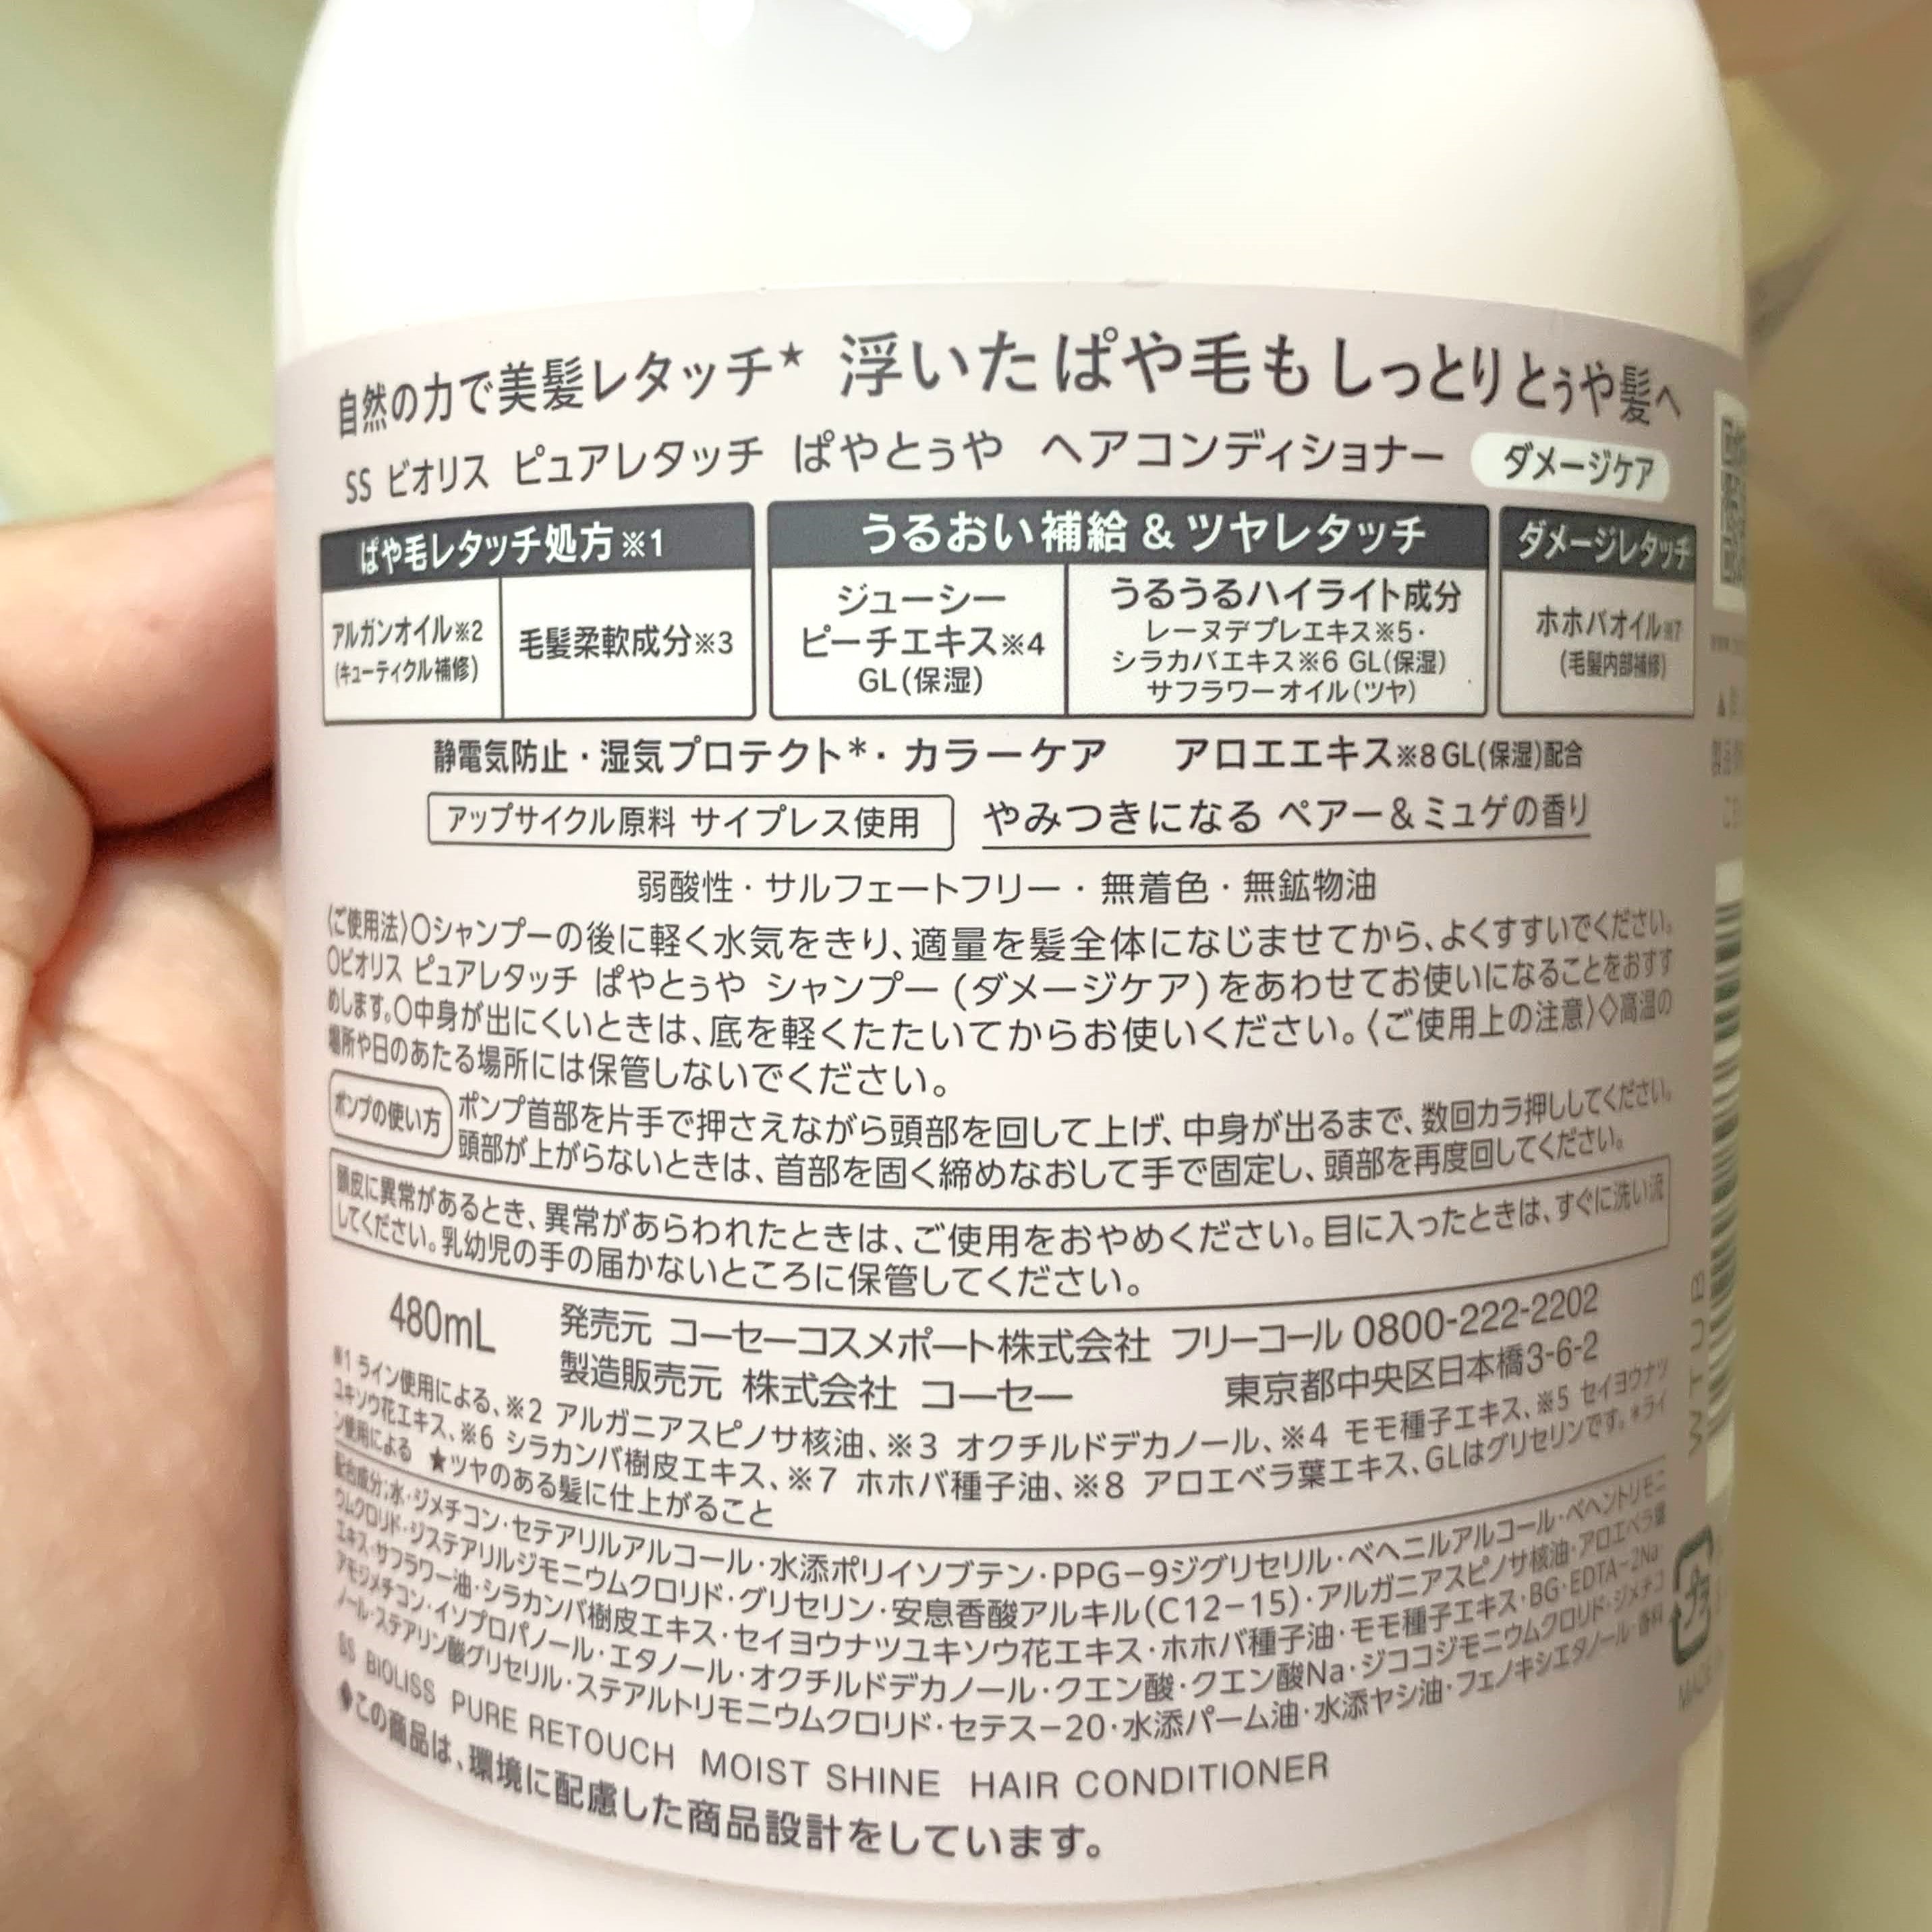 自然の力で美髪レタッチ★ 浮いたぱや毛もしっとりとぅや髪へ
SS ビオリス ピュアレタッチ ぱやとぅや ヘアコンディショナー ダメージケア
ぱや毛レタッチ処方※1
アルガンオイル※2
(キューティクル補修)
毛髪柔軟成分※3
うるおい補給&ツヤレタッチ
ジューシー
ピーチエキス※4
GL(保湿)
うるうるハイライト成分
レーヌデプレエキス※5・
シラカバエキス※6 GL(保湿)
サフラワーオイル(ツヤ)
ダメージレタッチ
ホホバオイル※7
(毛髪内部補修)
静電気防止・湿気プロテクト*・カラーケア アロエエキス※8GL(保湿)配合
アップサイクル原料 サイプレス使用 やみつきになる ペアー&ミュゲの香り
弱酸性・サルフェートフリー・無着色・無鉱物油
〈ご使用法〉〇シャンプーの後に軽く水気をきり、適量を髪全体になじませてから、よくすすいでください。
〇ビオリス ピュアレタッチ ぱやとぅや シャンプー(ダメージケア)をあわせてお使いになることをおすす
めします。〇中身が出にくいときは、底を軽くたたいてからお使いください。〈ご使用上の注意〉◇高温の
場所や日のあたる場所には保管しないでください。
ポンプの使い方
ポンプ首部を片手で押さえながら頭部を回して上げ、中身が出るまで、数回カラ押ししてください。
頭部が上がらないときは、首部を固く締めなおして手で固定し、頭部を再度回してください。
頭皮に異常があるとき、異常があらわれたときは、ご使用をおやめください。目に入ったときは、すぐに洗い流
してください。乳幼児の手の届かないところに保管してください。
480mL
発売元 コーセーコスメポート株式会社 フリーコール 0800-222-2202
製造販売元 株式会社 コーセー 東京都中央区日本橋3-6-2
※1 ライン使用による、※2 アルガニアスピノサ核油、※3 オクチルドデカノール、※4 モモ種子エキス、※5 セイヨウナツ
ユキソウ花エキス、※6 シラカンバ樹皮エキス、※7 ホホバ種子油、※8 アロエベラ葉エキス、GLはグリセリンです。*ライ
ン使用による ★ツヤのある髪に仕上がること
配合成分:水・ジメチコン・セテアリルアルコール・水添ポリイソブテン・PPG-9ジグリセリル・ベヘニルアルコール・ベヘントリモニ
ウムクロリド・ジステアリルジモニウムクロリド・グリセリン・安息香酸アルキル(C12-15)・アルガニアスピノサ核油・アロエベラ葉
エキス・サフラワー油・シラカンバ樹皮エキス・セイヨウナツユキソウ花エキス・ホホバ種子油・モモ種子エキス・BG・EDTA-2Na・
アモジメチコン・イソプロパノール・エタノール・オクチルドデカノール・クエン酸・クエン酸Na・ジココジモニウムクロリド・ジメチコ
ノール・ステアリン酸グリセリル・ステアルトリモニウムクロリド・セテス-20・水添パーム油・水添ヤシ油・フェノキシエタノール・香料
SS BIOLISS PURE RETOUCH MOIST SHINE HAIR CONDITIONER
◆この商品は、環境に配慮した商品設計をしています。
プラ